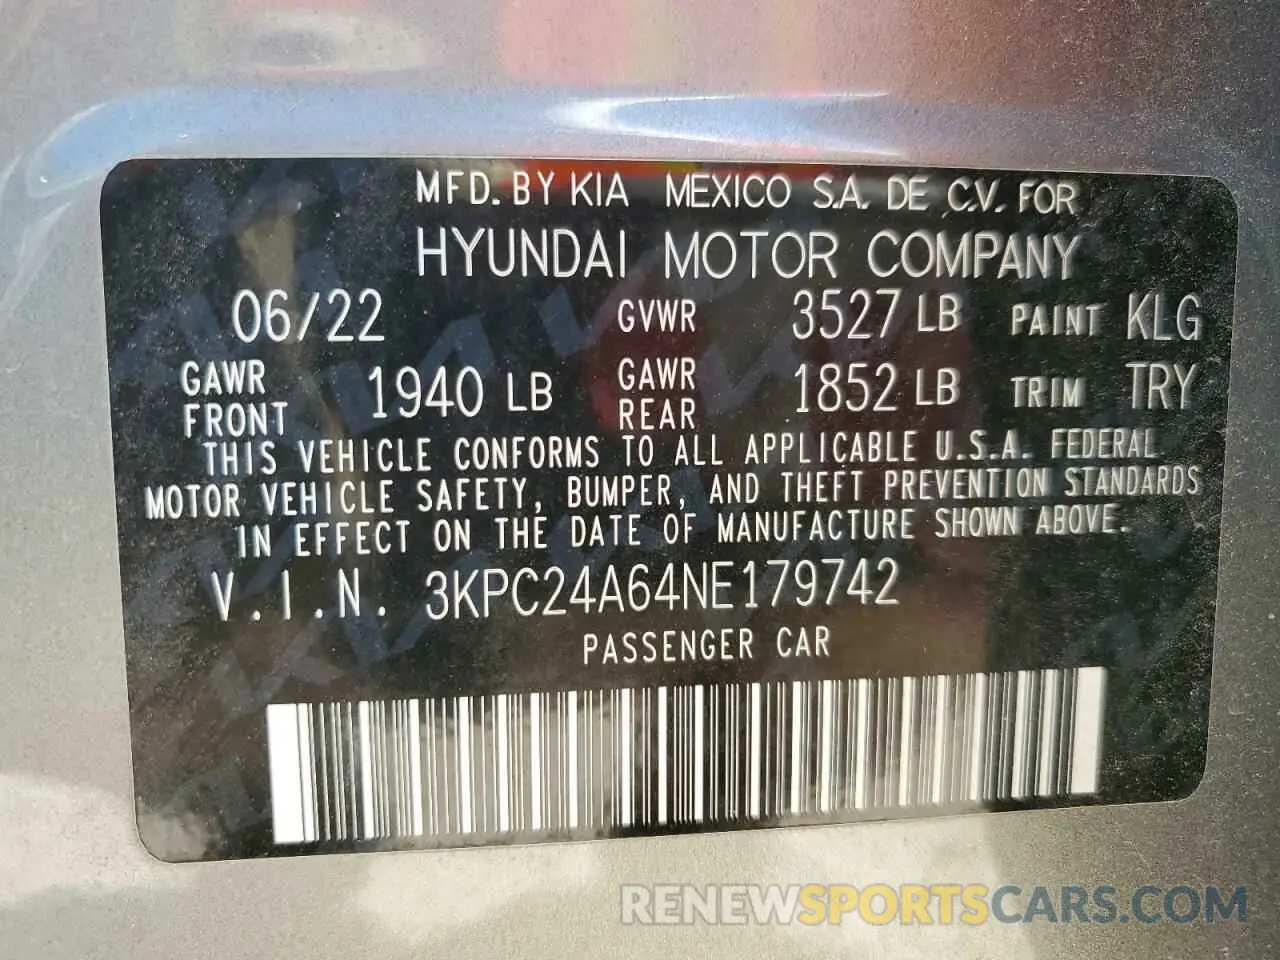 MFD. BY KIA MEXICO S.A. DE C.V. FOR
HYUNDAI MOTOR COMPANY
06/22 GVWR 3527 LB PAINT KLG
GAWR FRONT 1940 LB GAWR REAR 1852 LB TRIM TRY
THIS VEHICLE CONFORMS TO ALL APPLICABLE U.S.A. FEDERAL
MOTOR VEHICLE SAFETY, BUMPER, AND THEFT PREVENTION STANDARDS
IN EFFECT ON THE DATE OF MANUFACTURE SHOWN ABOVE.
V.I.N. 3KPC24A64NE179742
PASSENGER CAR
RENEWSPORTSCARS.COM